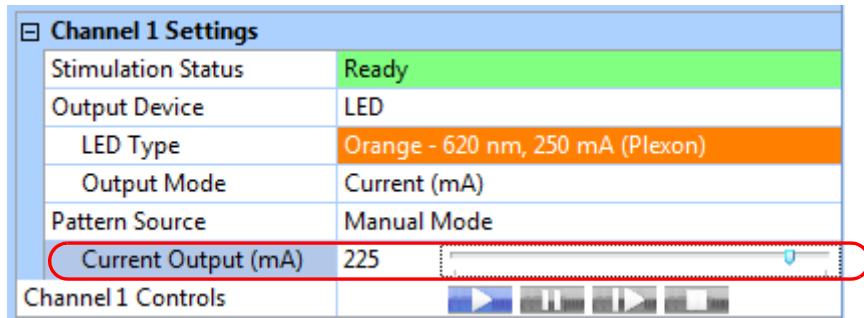 Channel 1 Settings
Stimulation Status Ready
Output Device LED
LED Type Orange - 620 nm, 250 mA (Plexon)
Output Mode Current (mA)
Pattern Source Manual Mode
Current Output (mA) 225
Channel 1 Controls